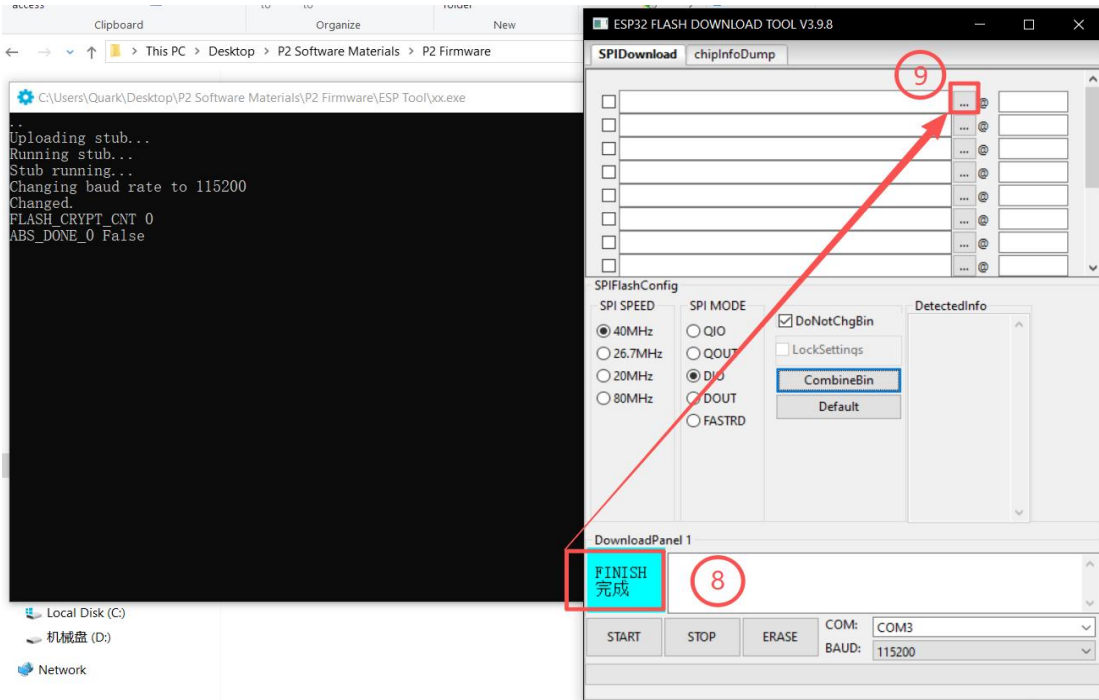 access
to
to
folder
Clipboard
Organize
New
This PC > Desktop > P2 Software Materials > P2 Firmware
C:\Users\Quark\Desktop\P2 Software Materials\P2 Firmware\ESP Tool\xx.exe
..
Uploading stub...
Running stub...
Stub running...
Changing baud rate to 115200
Changed.
FLASH_CRYPT_CNT 0
ABS_DONE_0 False
Local Disk (C:)
机械盘 (D:)
Network
ESP32 FLASH DOWNLOAD TOOL V3.9.8
SPIDownload chipInfoDump
9
... @
... @
... @
... @
... @
... @
... @
... @
SPIFlashConfig
SPI SPEED
40MHz
26.7MHz
20MHz
80MHz
SPI MODE
QIO
QOUT
DIO
DOUT
FASTRD
DoNotChgBin
LockSettings
CombineBin
Default
DetectedInfo
DownloadPanel 1
FINISH
完成
8
START STOP ERASE
COM: COM3
BAUD: 115200